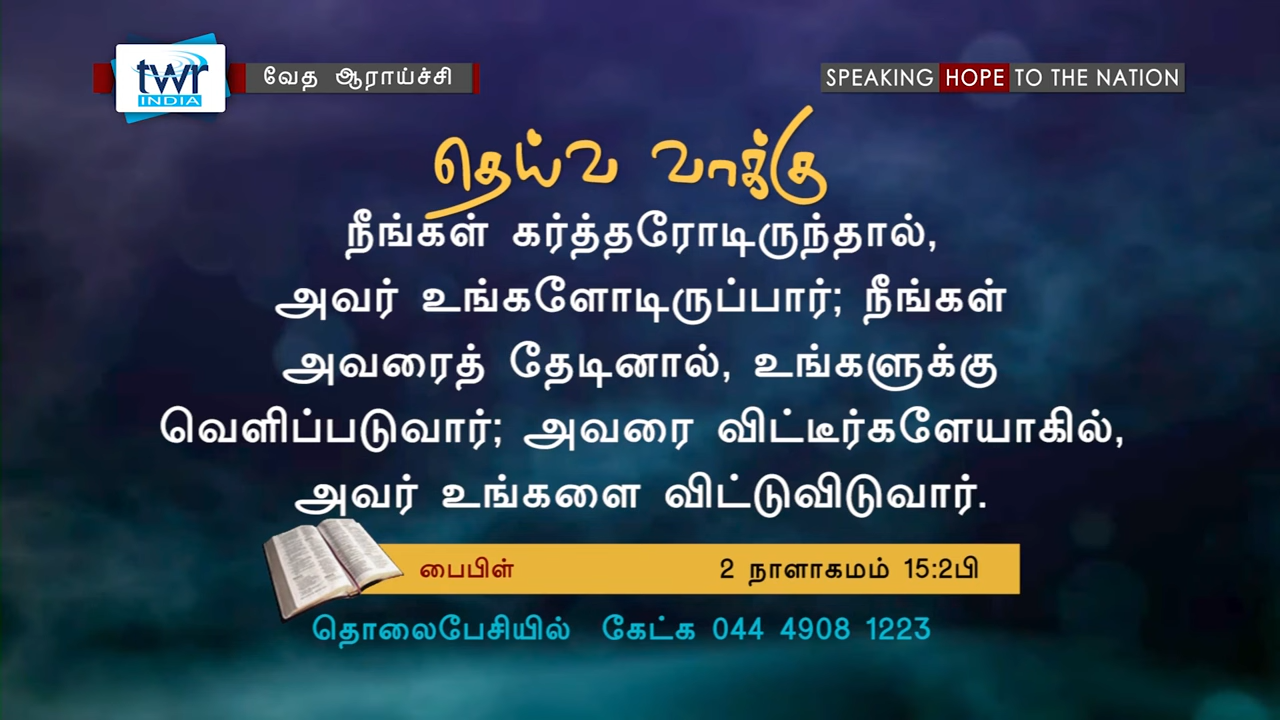 twr
INDIA
வேத ஆராய்ச்சி
SPEAKING HOPE TO THE NATION
தெய்வ வாக்கு
நீங்கள் கர்த்தரோடிருந்தால்,
அவர் உங்களோடிருப்பார்; நீங்கள்
அவரைத் தேடினால், உங்களுக்கு
வெளிப்படுவார்; அவரை விட்டீர்களேயாகில்,
அவர் உங்களை விட்டுவிடுவார்.
பைபிள் 2 நாளாகமம் 15:2பி
தொலைபேசியில் கேட்க 044 4908 1223